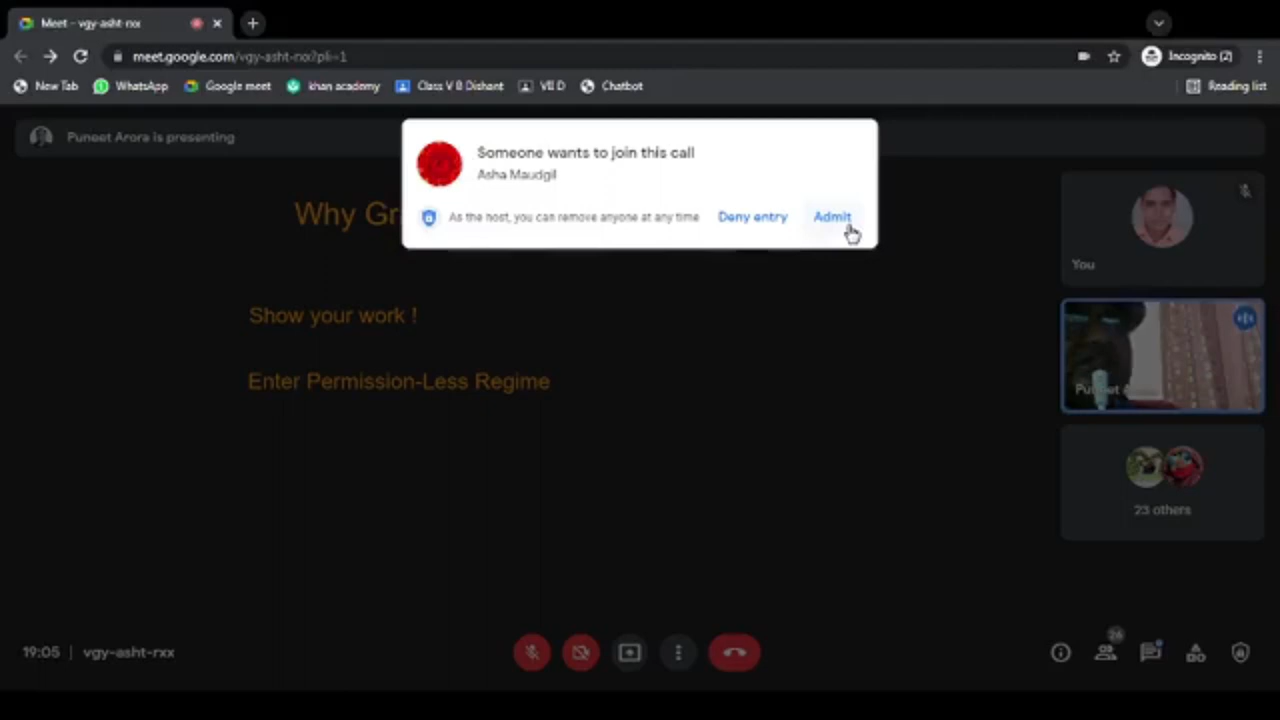 Meet - vgy-asht-rxx
meet.google.com/vgy-asht-rxx?pli=1
Incognito (2)
New Tab
WhatsApp
Google meet
khan academy
Class V B Dishant
VII D
Chatbot
Reading list
Puneet Arora is presenting
Someone wants to join this call
Asha Maudgil
As the host, you can remove anyone at any time
Deny entry
Admit
Why Gr
Show your work !
Enter Permission-Less Regime
You
23 others
19:05 | vgy-asht-rxx
26